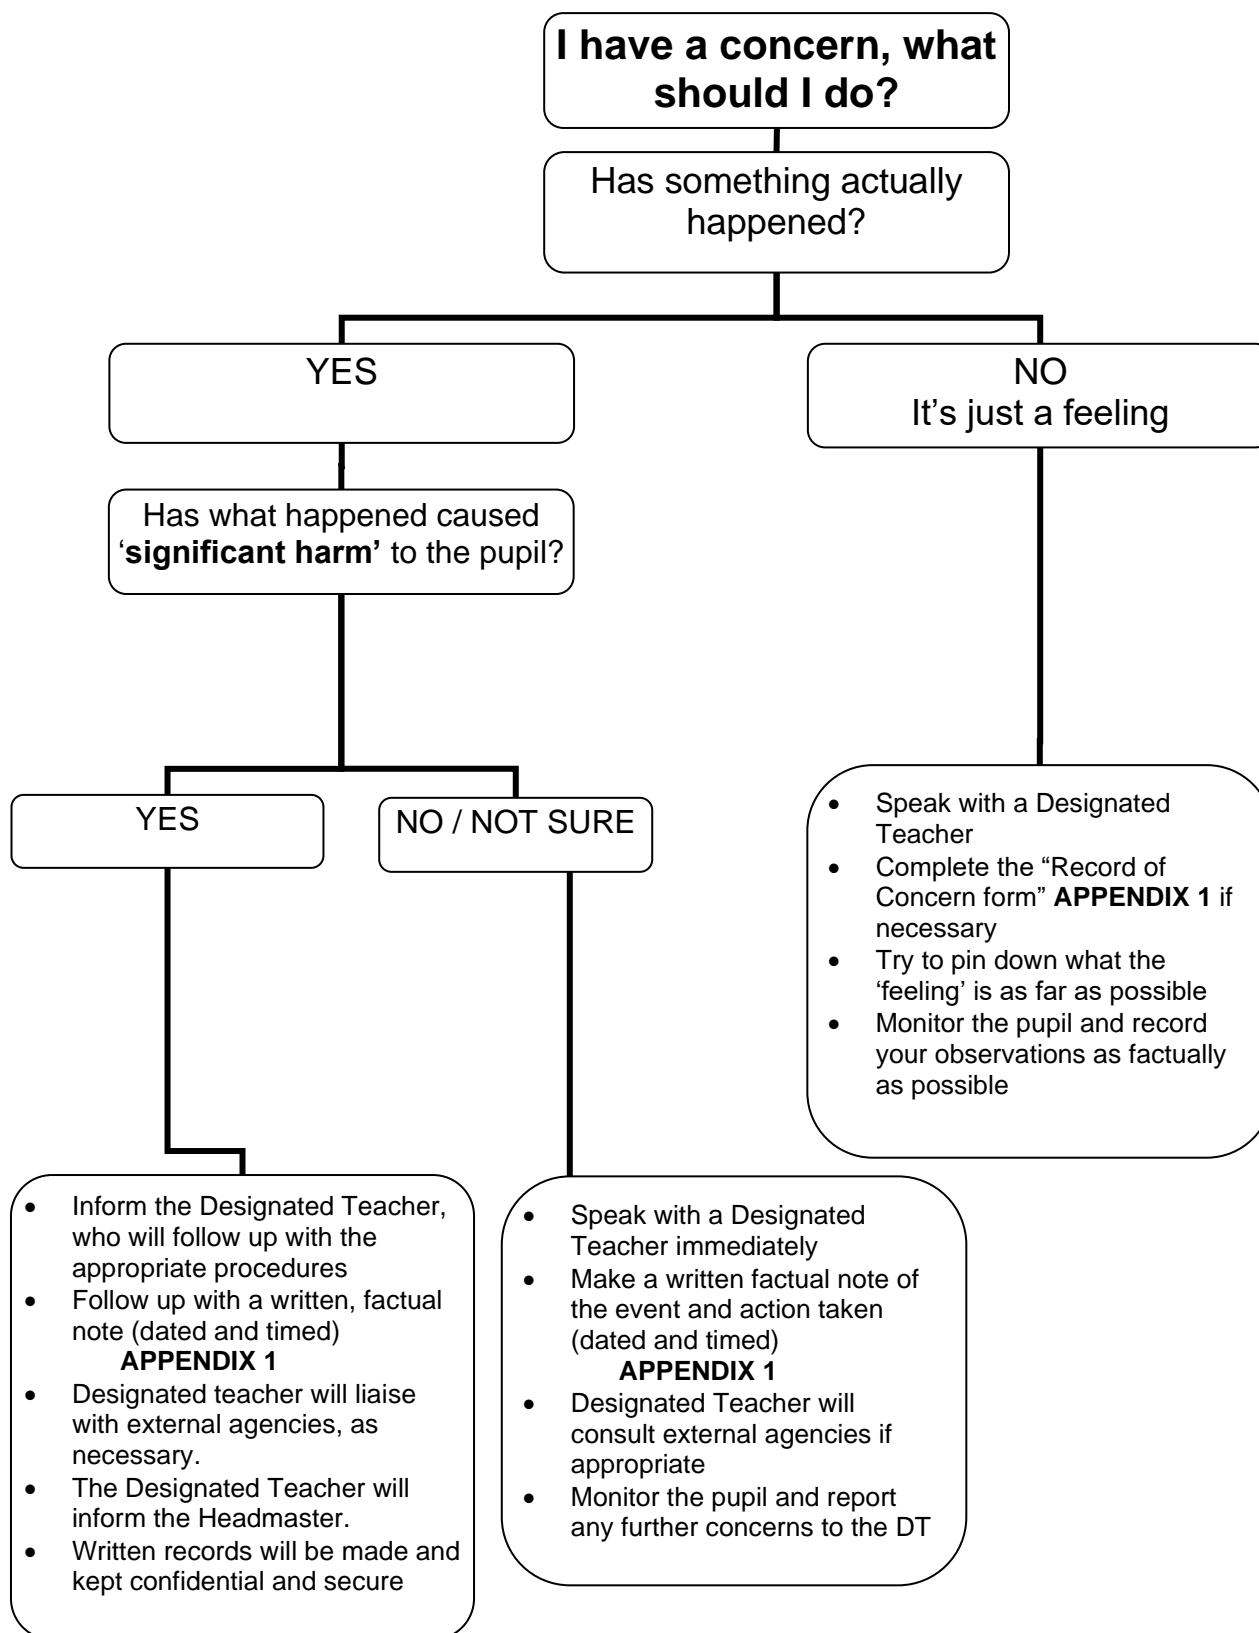 I have a concern, what
should I do?
Has something actually
happened?
YES
NO
It’s just a feeling
Has what happened caused
‘significant harm’ to the pupil?
YES
NO / NOT SURE
• Speak with a Designated
Teacher
• Complete the “Record of
Concern form” APPENDIX 1 if
necessary
• Try to pin down what the
‘feeling’ is as far as possible
• Monitor the pupil and record
your observations as factually
as possible
• Inform the Designated Teacher,
who will follow up with the
appropriate procedures
• Follow up with a written, factual
note (dated and timed)
APPENDIX 1
• Designated teacher will liaise
with external agencies, as
necessary.
• The Designated Teacher will
inform the Headmaster.
• Written records will be made and
kept confidential and secure
• Speak with a Designated
Teacher immediately
• Make a written factual note of
the event and action taken
(dated and timed)
APPENDIX 1
• Designated Teacher will
consult external agencies if
appropriate
• Monitor the pupil and report
any further concerns to the DT